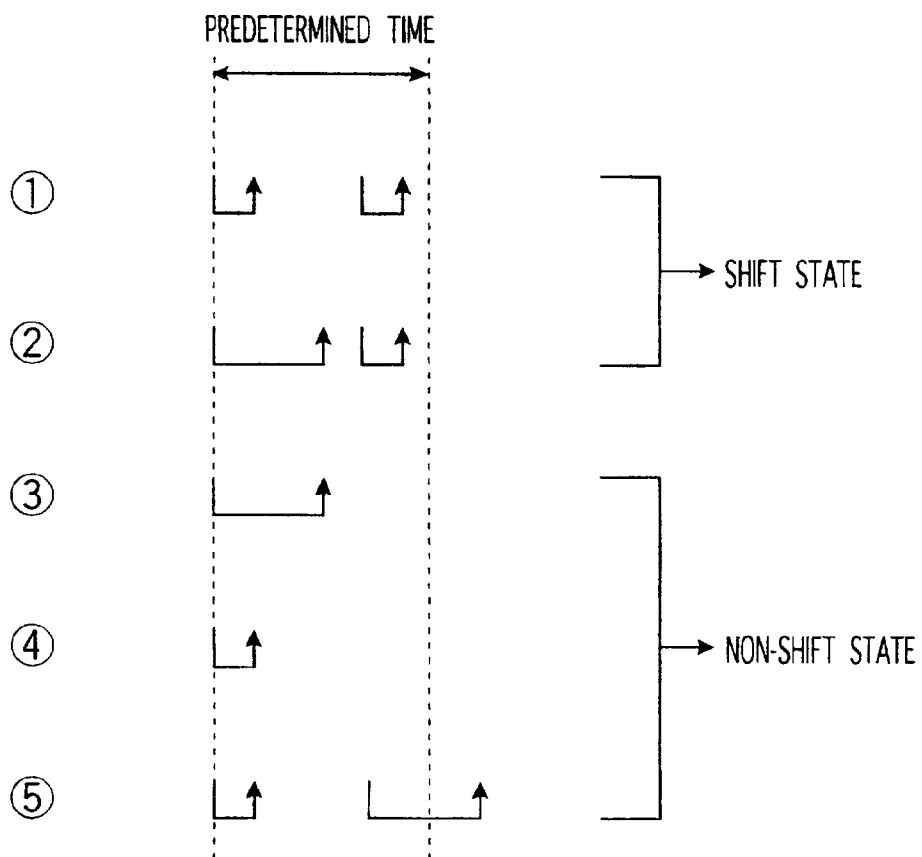 PREDETERMINED TIME
①
②
SHIFT STATE
③
④
NON-SHIFT STATE
⑤